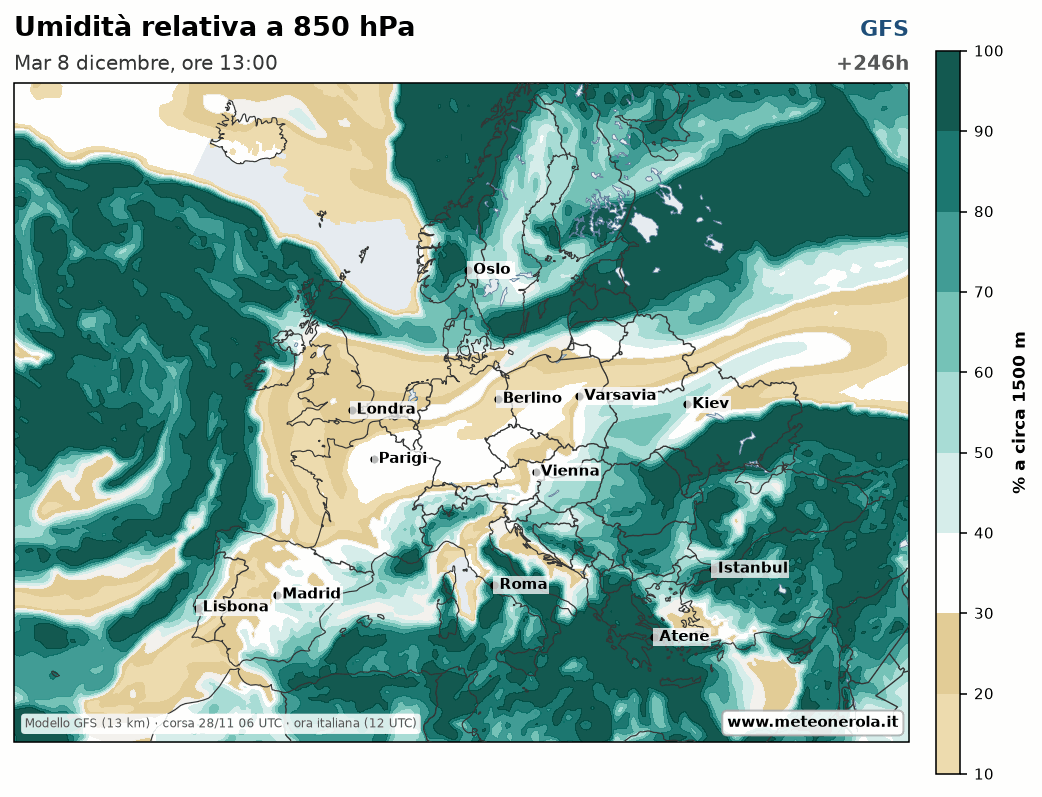 Umidità relativa a 850 hPa
GFS
Mar 8 dicembre, ore 13:00
+246h
100
90
80
70
60
50
40
30
20
10
% a circa 1500 m
Oslo
Londra
Berlino
Varsavia
Kiev
Parigi
Vienna
Istanbul
Roma
Madrid
Lisbona
Atene
Modello GFS (13 km) · corsa 28/11 06 UTC · ora italiana (12 UTC)
www.meteonerola.it